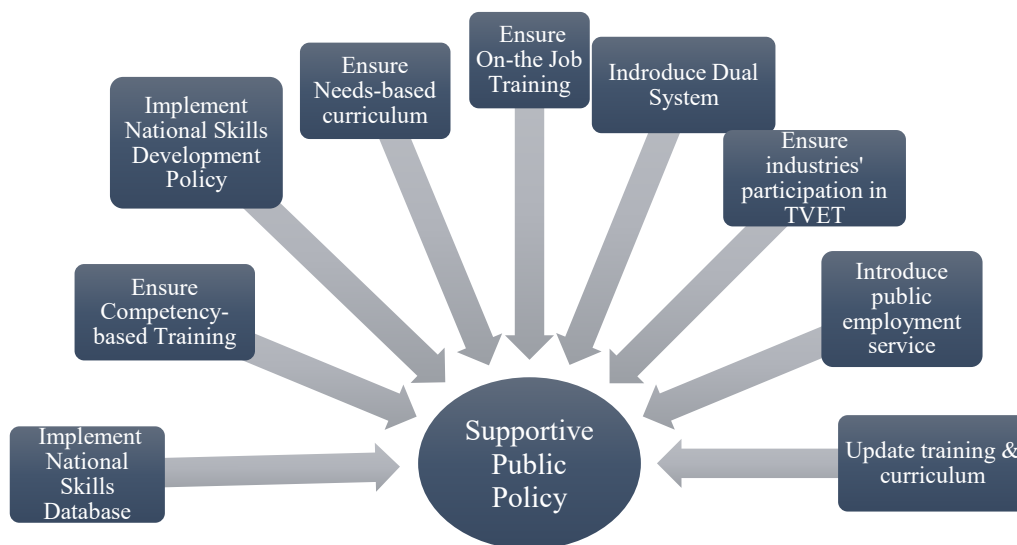 Implement
National
Skills
Database
Ensure
Competency-
based Training
Implement
National Skills
Development
Policy
Ensure
Needs-based
curriculum
Ensure
On-the Job
Training
Indroduce Dual
System
Ensure
industries'
participation in
TVET
Introduce
public
employment
service
Update training &
curriculum
Supportive
Public
Policy